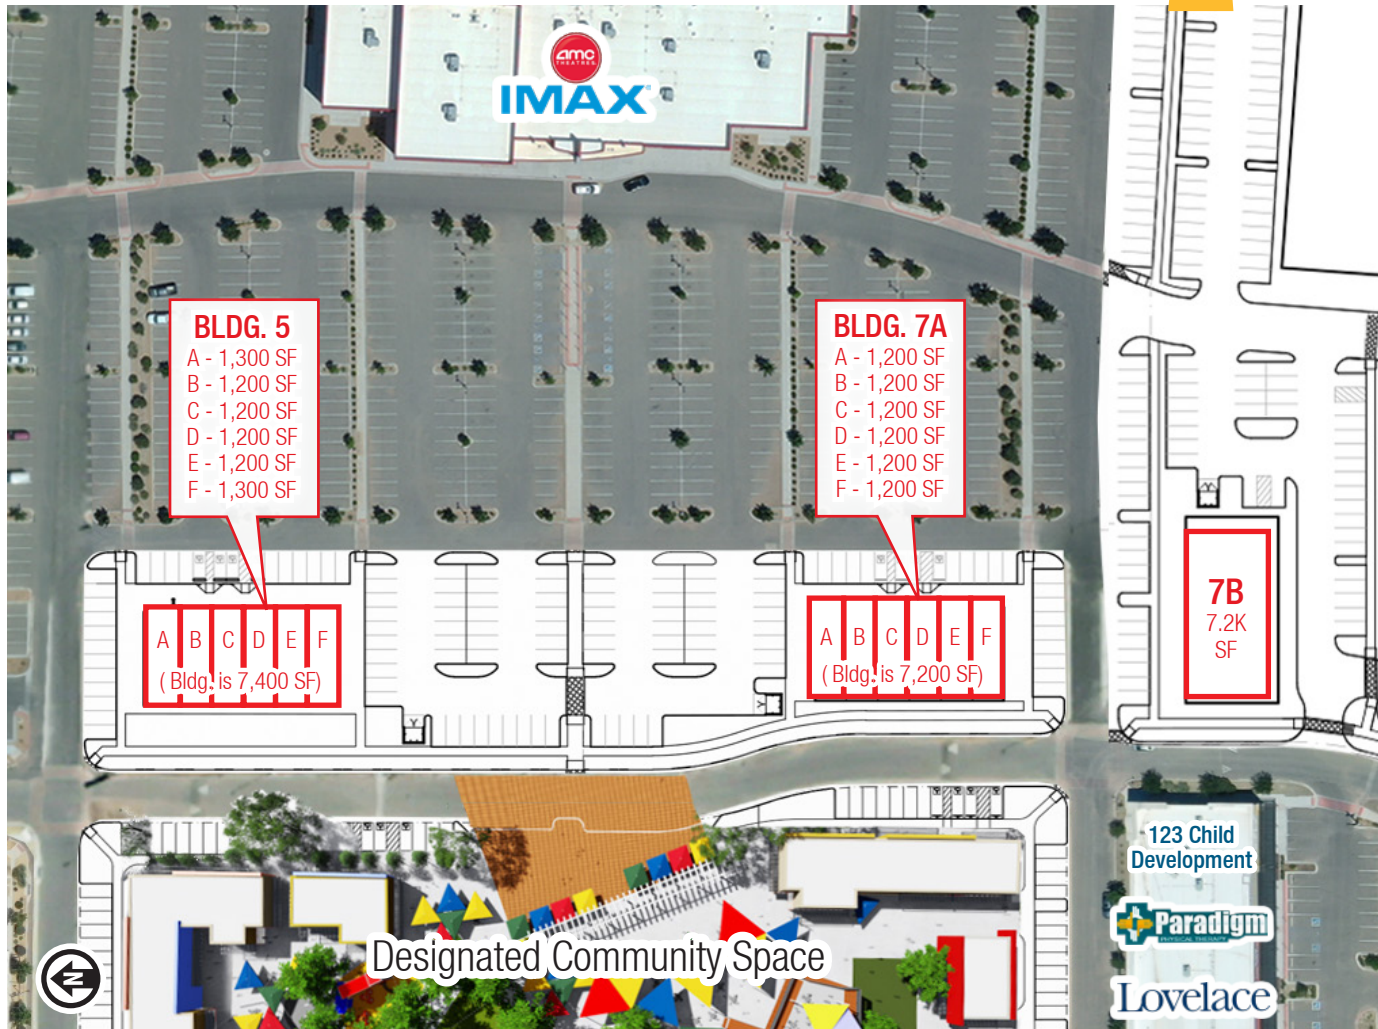 amc
THEATRES
IMAX
BLDG. 5
A - 1,300 SF
B - 1,200 SF
C - 1,200 SF
D - 1,200 SF
E - 1,200 SF
F - 1,300 SF
BLDG. 7A
A - 1,200 SF
B - 1,200 SF
C - 1,200 SF
D - 1,200 SF
E - 1,200 SF
F - 1,200 SF
A B C D E F
( Bldg. is 7,400 SF)
A B C D E F
( Bldg. is 7,200 SF)
7B
7.2K
SF
123 Child
Development
Paradigm
PHYSICAL THERAPY
Lovelace
Designated Community Space
N